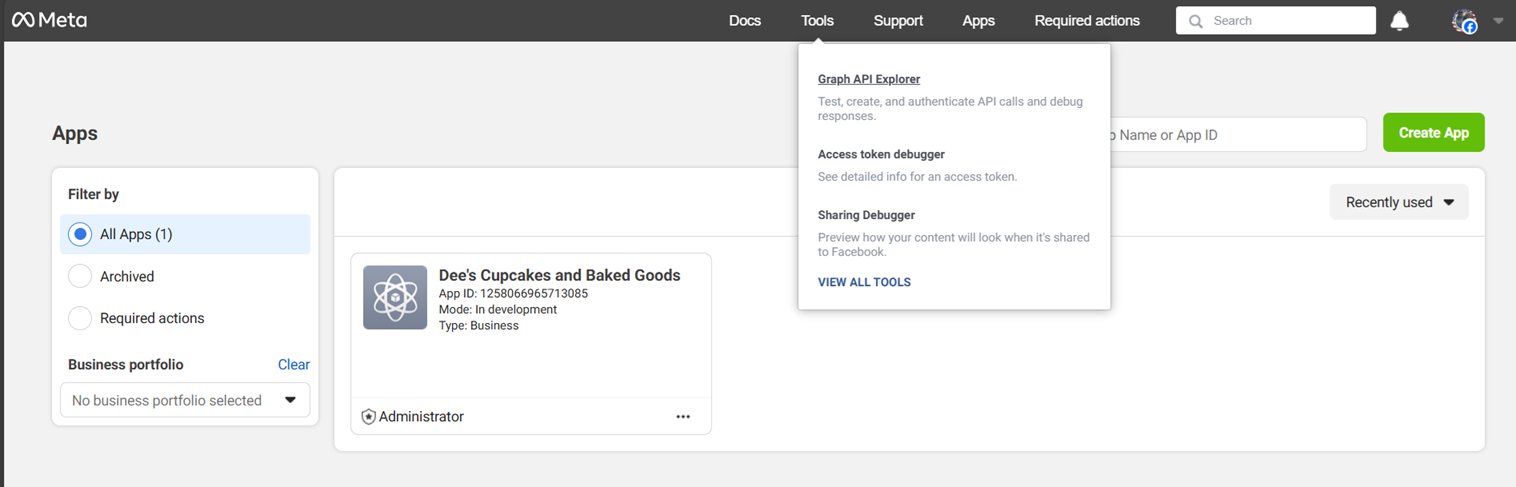 Meta
Docs
Tools
Support
Apps
Required actions
Search
Graph API Explorer
Test, create, and authenticate API calls and debug
responses.
Access token debugger
See detailed info for an access token.
Sharing Debugger
Preview how your content will look when it's shared
to Facebook.
VIEW ALL TOOLS
Apps
Name or App ID
Create App
Filter by
All Apps (1)
Archived
Required actions
Business portfolio
Clear
No business portfolio selected
Recently used
Dee's Cupcakes and Baked Goods
App ID: 1258066965713085
Mode: In development
Type: Business
Administrator